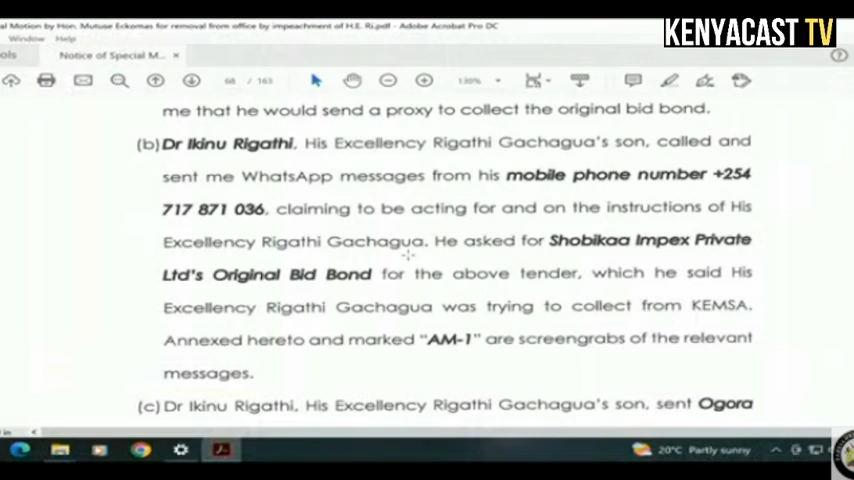 al Motion by Hon. Mutuse Eckomas for removal from office by impeachment of H.E. Ri.pdf - Adobe Acrobat Pro DC
KENYACAST TV
Window Help
ols
Notice of Special M... ×
68 / 163
130%
me that he would send a proxy to collect the original bid bond.
(b) Dr Ikinu Rigathi, His Excellency Rigathi Gachagua's son, called and
sent me WhatsApp messages from his mobile phone number +254
717 871 036, claiming to be acting for and on the instructions of His
Excellency Rigathi Gachagua. He asked for Shobikaa Impex Private
Ltd's Original Bid Bond for the above tender, which he said His
Excellency Rigathi Gachagua was trying to collect from KEMSA.
Annexed hereto and marked "AM-1" are screengrabs of the relevant
messages.
(c) Dr Ikinu Rigathi, His Excellency Rigathi Gachagua's son, sent Ogora
in
20°C Partly sunny